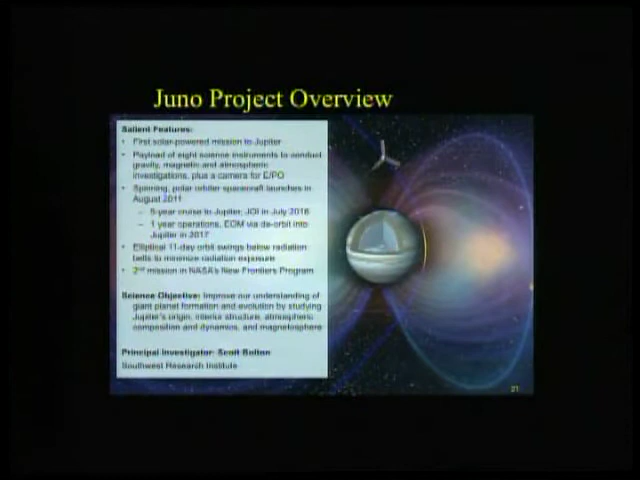 Juno Project Overview
Salient Features:
• First solar-powered mission to Jupiter
• Payload of eight science instruments to conduct
gravity, magnetic and atmospheric
investigations, plus a camera for E/PO
• Spinning, polar orbiter spacecraft launches in
August 2011
– 5-year cruise to Jupiter, JOI in July 2016
– 1 year operations, EOM via de-orbit into
Jupiter in 2017
• Elliptical 11-day orbit swings below radiation
belts to minimize radiation exposure
• 2nd mission in NASA's New Frontiers Program
Science Objective: Improve our understanding of
giant planet formation and evolution by studying
Jupiter's origin, interior structure, atmospheric
composition and dynamics, and magnetosphere
Principal Investigator: Scott Bolton
Southwest Research Institute
21